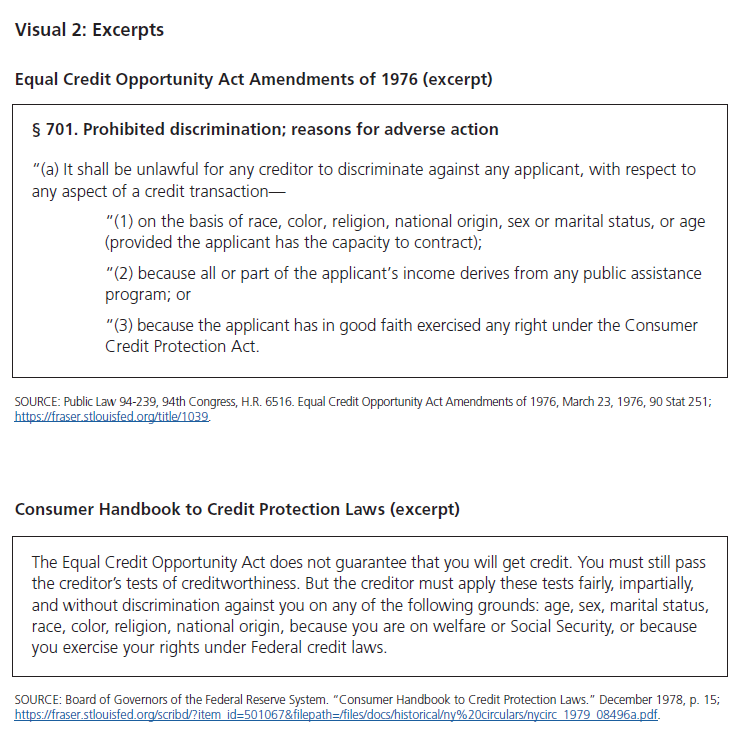 Visual 2: Excerpts
Equal Credit Opportunity Act Amendments of 1976 (excerpt)
§ 701. Prohibited discrimination; reasons for adverse action
"(a) It shall be unlawful for any creditor to discriminate against any applicant, with respect to
any aspect of a credit transaction—
"(1) on the basis of race, color, religion, national origin, sex or marital status, or age
(provided the applicant has the capacity to contract);
"(2) because all or part of the applicant's income derives from any public assistance
program; or
"(3) because the applicant has in good faith exercised any right under the Consumer
Credit Protection Act.
SOURCE: Public Law 94-239, 94th Congress, H.R. 6516. Equal Credit Opportunity Act Amendments of 1976, March 23, 1976, 90 Stat 251;
https://fraser.stlouisfed.org/title/1039.
Consumer Handbook to Credit Protection Laws (excerpt)
The Equal Credit Opportunity Act does not guarantee that you will get credit. You must still pass
the creditor's tests of creditworthiness. But the creditor must apply these tests fairly, impartially,
and without discrimination against you on any of the following grounds: age, sex, marital status,
race, color, religion, national origin, because you are on welfare or Social Security, or because
you exercise your rights under Federal credit laws.
SOURCE: Board of Governors of the Federal Reserve System. "Consumer Handbook to Credit Protection Laws." December 1978, p. 15;
https://fraser.stlouisfed.org/scribd/?item_id=501067&filepath=/files/docs/historical/ny%20circulars/nycirc_1979_08496a.pdf.